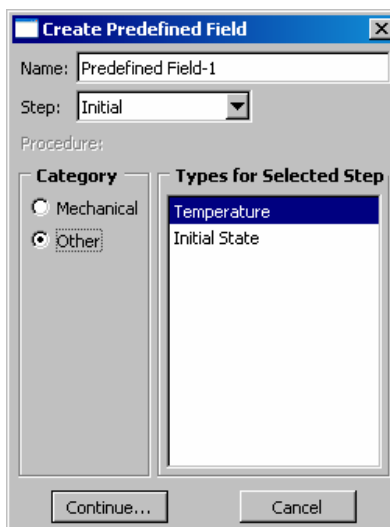 Create Predefined Field
Name: Predefined Field-1
Step: Initial
Procedure:
Category
Types for Selected Step
Mechanical
Other
Temperature
Initial State
Continue...
Cancel